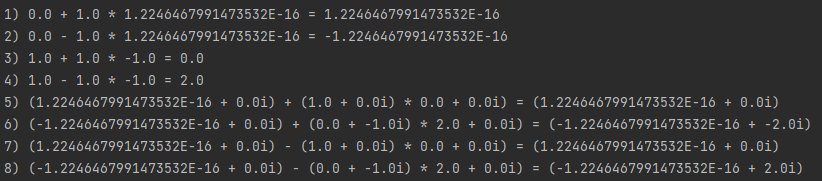 1) 0.0 + 1.0 * 1.2246467991473532E-16 = 1.2246467991473532E-16
2) 0.0 - 1.0 * 1.2246467991473532E-16 = -1.2246467991473532E-16
3) 1.0 + 1.0 * -1.0 = 0.0
4) 1.0 - 1.0 * -1.0 = 2.0
5) (1.2246467991473532E-16 + 0.0i) + (1.0 + 0.0i) * 0.0 + 0.0i) = (1.2246467991473532E-16 + 0.0i)
6) (-1.2246467991473532E-16 + 0.0i) + (0.0 + -1.0i) * 2.0 + 0.0i) = (-1.2246467991473532E-16 + -2.0i)
7) (1.2246467991473532E-16 + 0.0i) - (1.0 + 0.0i) * 0.0 + 0.0i) = (1.2246467991473532E-16 + 0.0i)
8) (-1.2246467991473532E-16 + 0.0i) - (0.0 + -1.0i) * 2.0 + 0.0i) = (-1.2246467991473532E-16 + 2.0i)